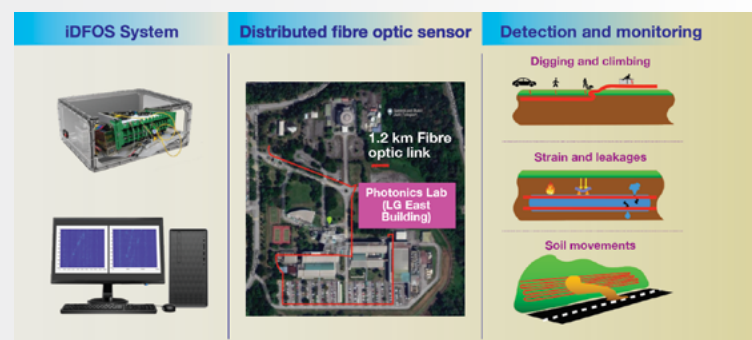 iDFOS System
Distributed fibre optic sensor
Detection and monitoring
1.2 km Fibre
optic link
Photonics Lab
(LG East
Building)
Digging and climbing
Strain and leakages
Soil movements